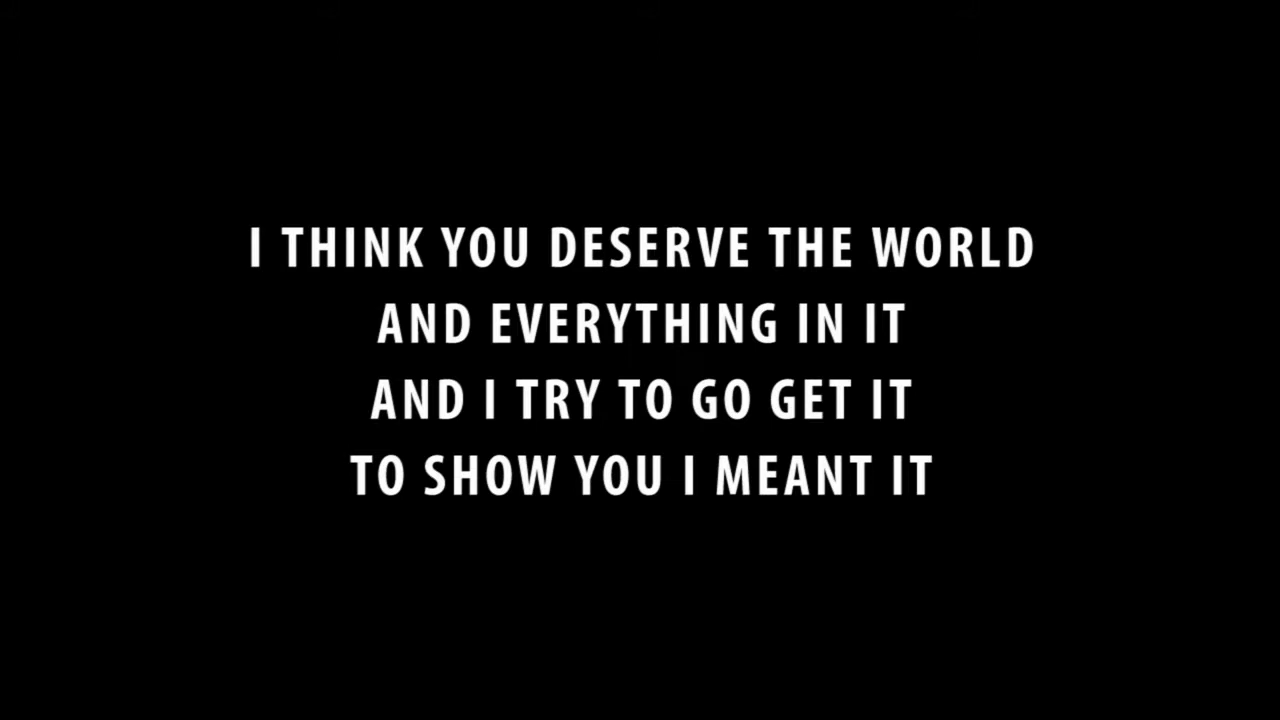 I THINK YOU DESERVE THE WORLD
AND EVERYTHING IN IT
AND I TRY TO GO GET IT
TO SHOW YOU I MEANT IT